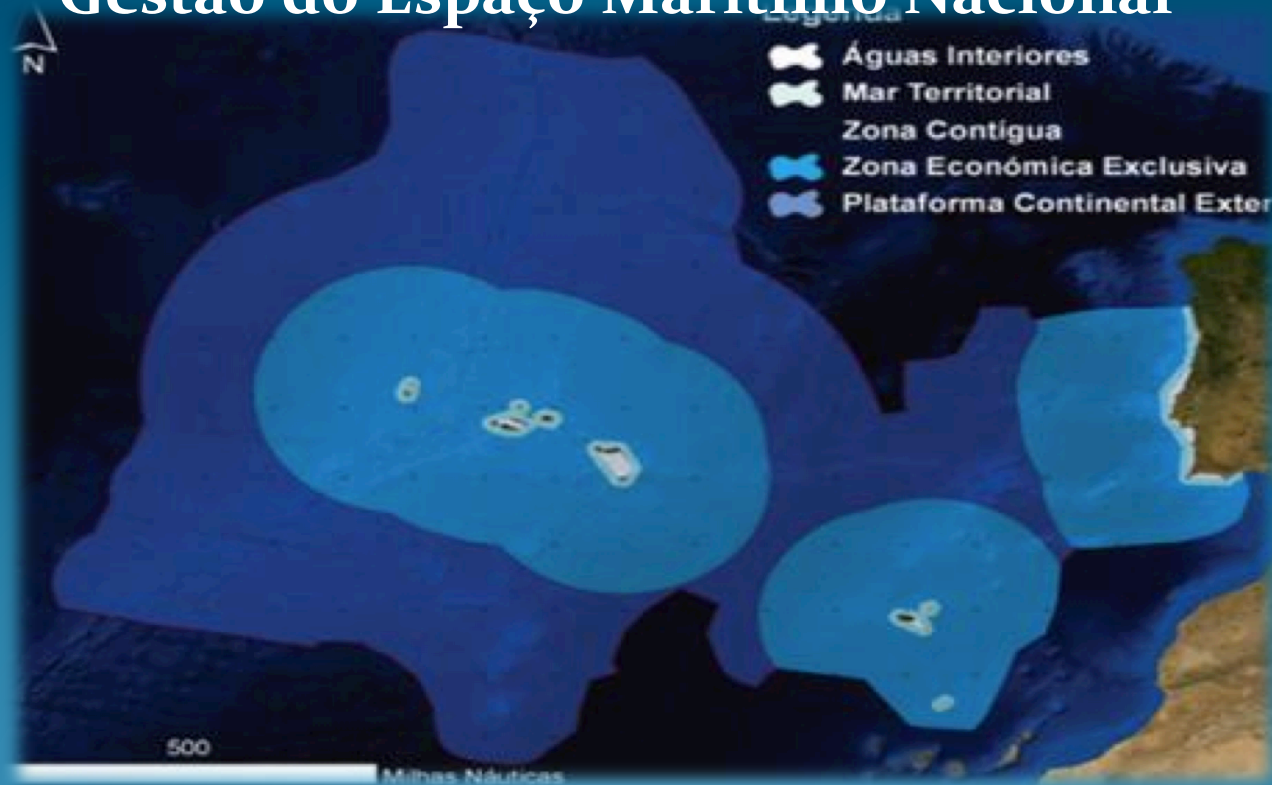 Gestão do Espaço Marítimo Nacional
Legenda
N
Águas Interiores
Mar Territorial
Zona Contígua
Zona Económica Exclusiva
Plataforma Continental Exter
500
Milhas Náuticas